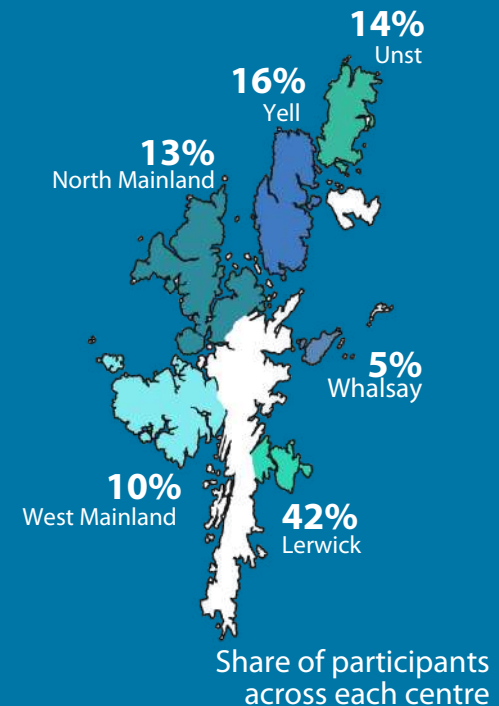 14%
Unst
16%
Yell
13%
North Mainland
5%
Whalsay
10%
West Mainland
42%
Lerwick
Share of participants
across each centre